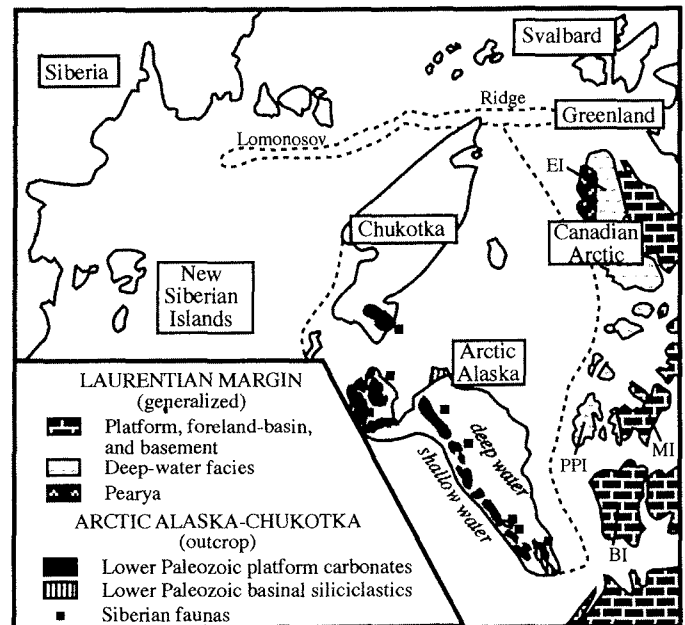 Svalbard
Siberia
Ridge
Greenland
Lomonosov
EI
Chukotka
Canadian
Arctic
New
Siberian
Islands
Arctic
Alaska
deep water
shallow water
PPI
MI
BI
LAURENTIAN MARGIN
(generalized)
Platform, foreland-basin,
and basement
Deep-water facies
Pearya
ARCTIC ALASKA-CHUKOTKA
(outcrop)
Lower Paleozoic platform carbonates
Lower Paleozoic basinal siliciclastics
Siberian faunas